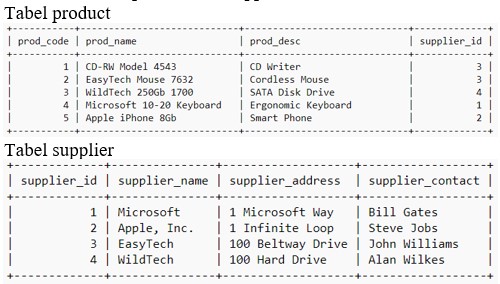 Tabel product
| prod_code | prod_name | prod_desc | supplier_id |
| 1 | CD-RW Model 4543 | CD Writer | 3 |
| 2 | EasyTech Mouse 7632 | Cordless Mouse | 3 |
| 3 | WildTech 250Gb 1700 | SATA Disk Drive | 4 |
| 4 | Microsoft 10-20 Keyboard | Ergonomic Keyboard | 1 |
| 5 | Apple iPhone 8Gb | Smart Phone | 2 |
Tabel supplier
| supplier_id | supplier_name | supplier_address | supplier_contact |
| 1 | Microsoft | 1 Microsoft Way | Bill Gates |
| 2 | Apple, Inc. | 1 Infinite Loop | Steve Jobs |
| 3 | EasyTech | 100 Beltway Drive | John Williams |
| 4 | WildTech | 100 Hard Drive | Alan Wilkes |